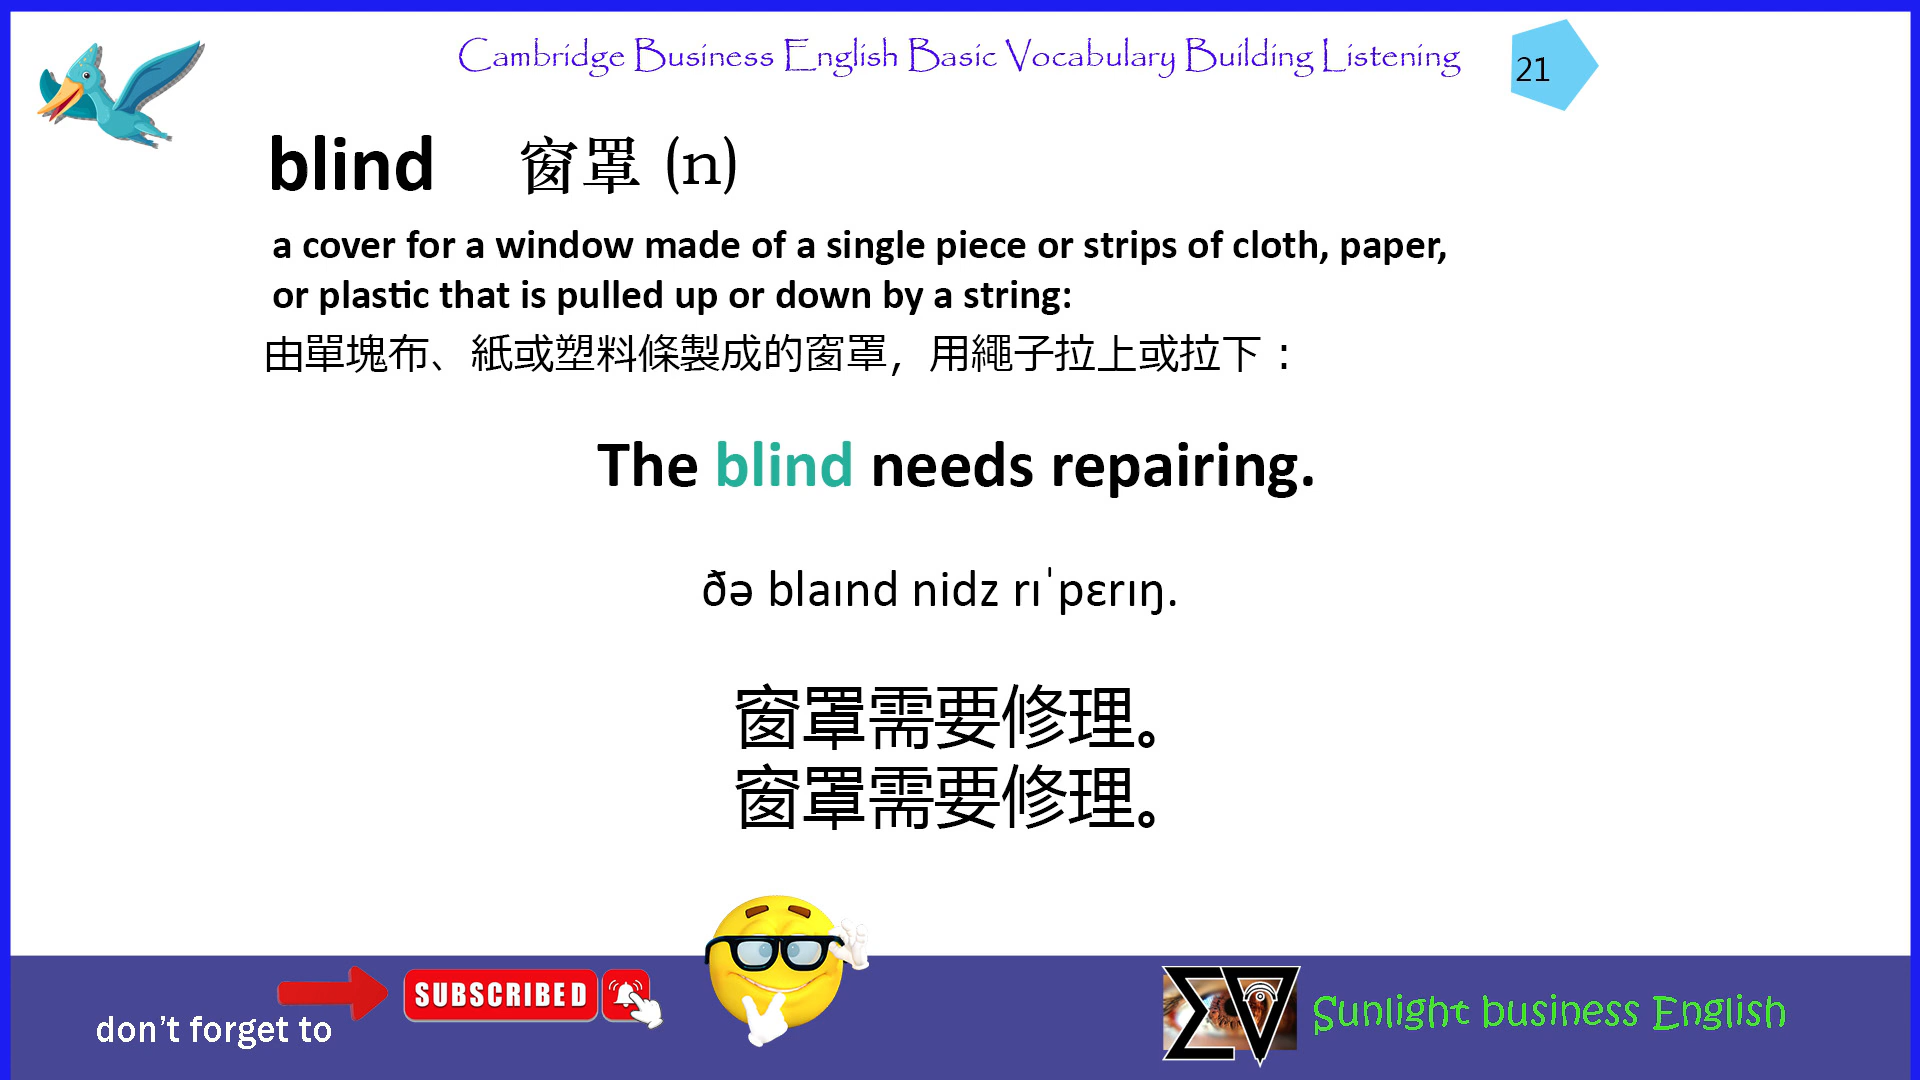 Cambridge Business English Basic Vocabulary Building Listening
21
blind 窗罩 (n)
a cover for a window made of a single piece or strips of cloth, paper,
or plastic that is pulled up or down by a string:
由單塊布、紙或塑料條製成的窗罩，用繩子拉上或拉下：
The blind needs repairing.
ðə blaɪnd nidz rɪˈpɛrɪŋ.
窗罩需要修理。
窗罩需要修理。
don’t forget to
SUBSCRIBED
Sunlight business English